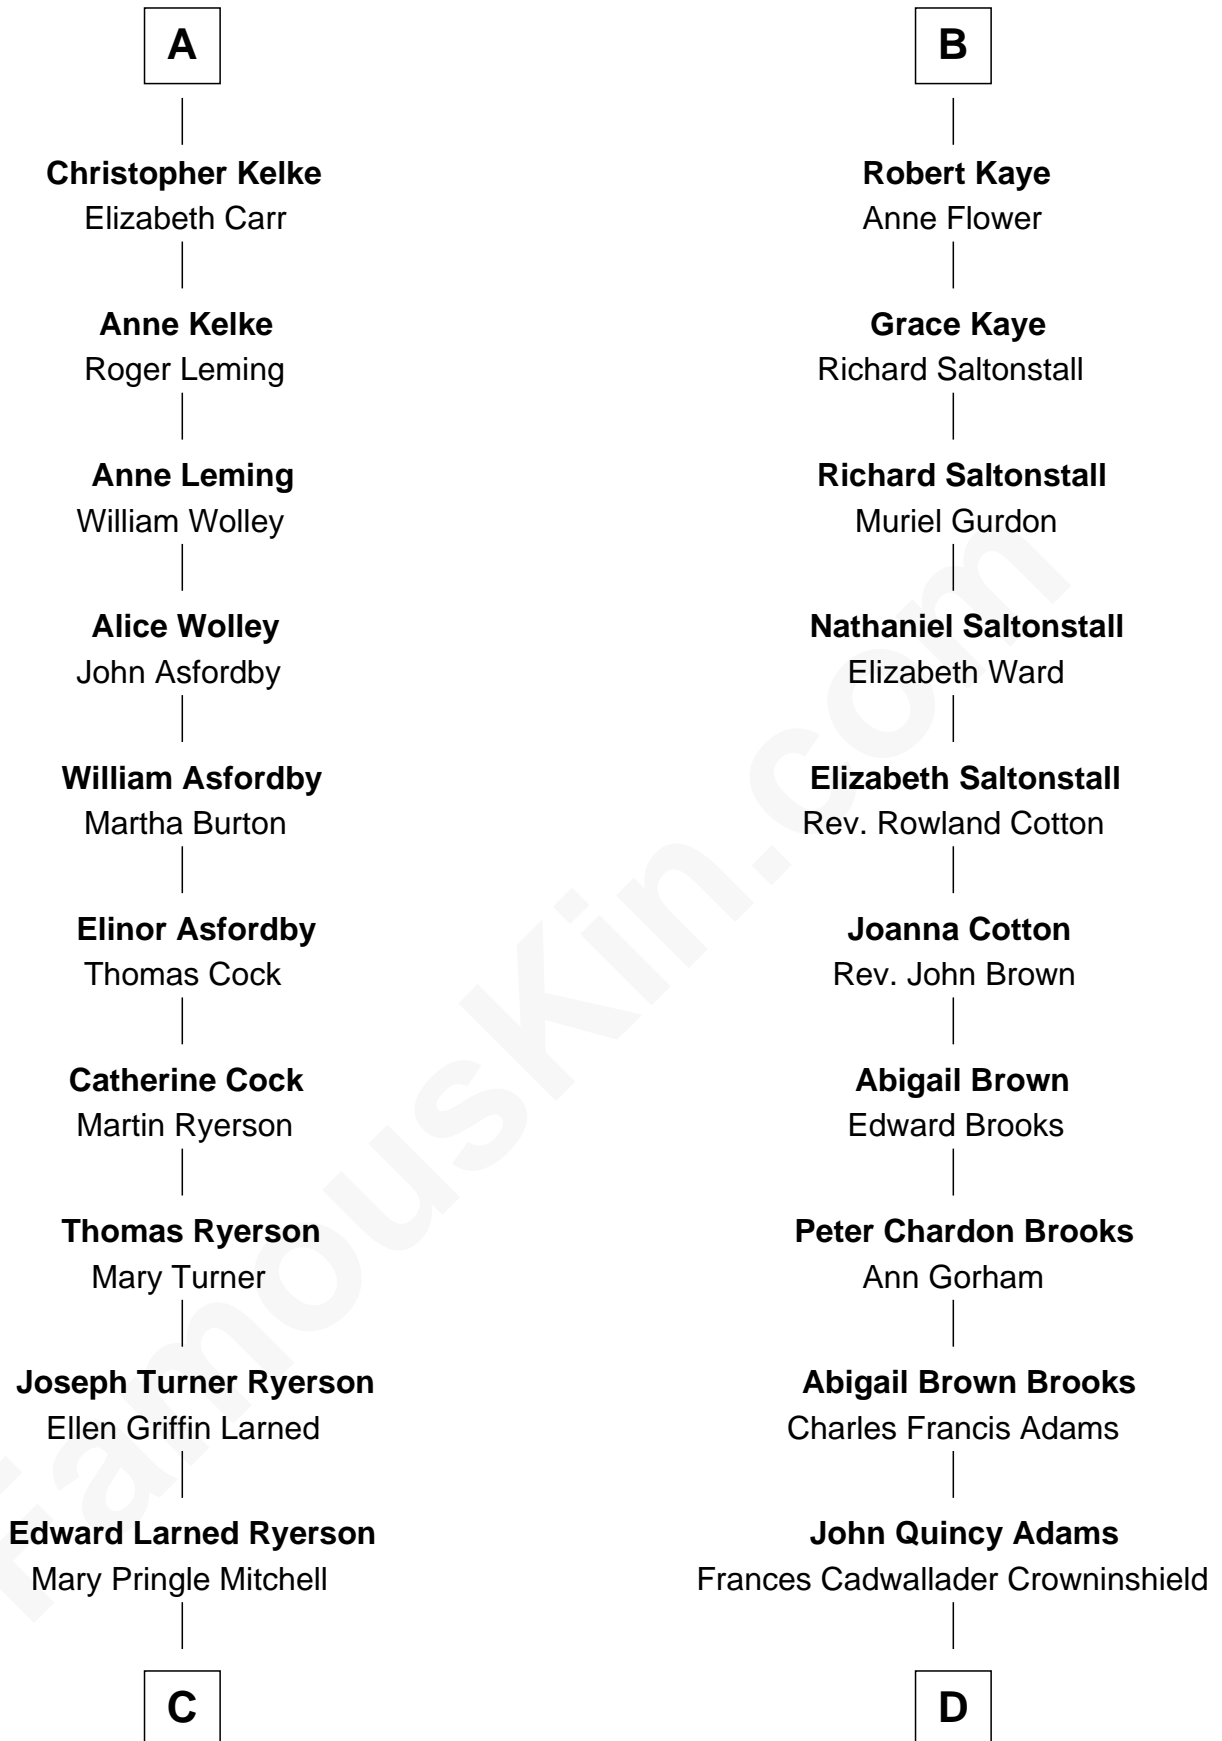 A
Christopher Kelke
Elizabeth Carr
Anne Kelke
Roger Leming
Anne Leming
William Wolley
Alice Wolley
John Asfordby
William Asfordby
Martha Burton
Elinor Asfordby
Thomas Cock
Catherine Cock
Martin Ryerson
Thomas Ryerson
Mary Turner
Joseph Turner Ryerson
Ellen Griffin Larned
Edward Larned Ryerson
Mary Pringle Mitchell
C
B
Robert Kaye
Anne Flower
Grace Kaye
Richard Saltonstall
Richard Saltonstall
Muriel Gurdon
Nathaniel Saltonstall
Elizabeth Ward
Elizabeth Saltonstall
Rev. Rowland Cotton
Joanna Cotton
Rev. John Brown
Abigail Brown
Edward Brooks
Peter Chardon Brooks
Ann Gorham
Abigail Brown Brooks
Charles Francis Adams
John Quincy Adams
Frances Cadwallader Crowninshield
D
FamousKin.com